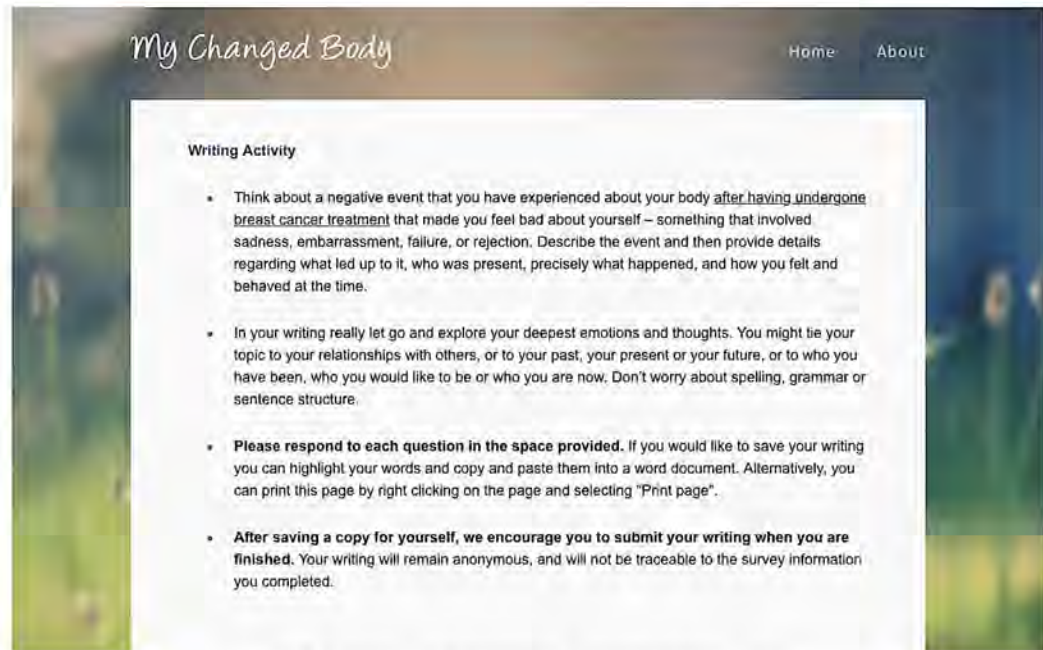 My Changed Body
Home About
Writing Activity
• Think about a negative event that you have experienced about your body after having undergone
breast cancer treatment that made you feel bad about yourself – something that involved
sadness, embarrassment, failure, or rejection. Describe the event and then provide details
regarding what led up to it, who was present, precisely what happened, and how you felt and
behaved at the time.
• In your writing really let go and explore your deepest emotions and thoughts. You might tie your
topic to your relationships with others, or to your past, your present or your future, or to who you
have been, who you would like to be or who you are now. Don't worry about spelling, grammar or
sentence structure.
• Please respond to each question in the space provided. If you would like to save your writing
you can highlight your words and copy and paste them into a word document. Alternatively, you
can print this page by right clicking on the page and selecting "Print page".
• After saving a copy for yourself, we encourage you to submit your writing when you are
finished. Your writing will remain anonymous, and will not be traceable to the survey information
you completed.